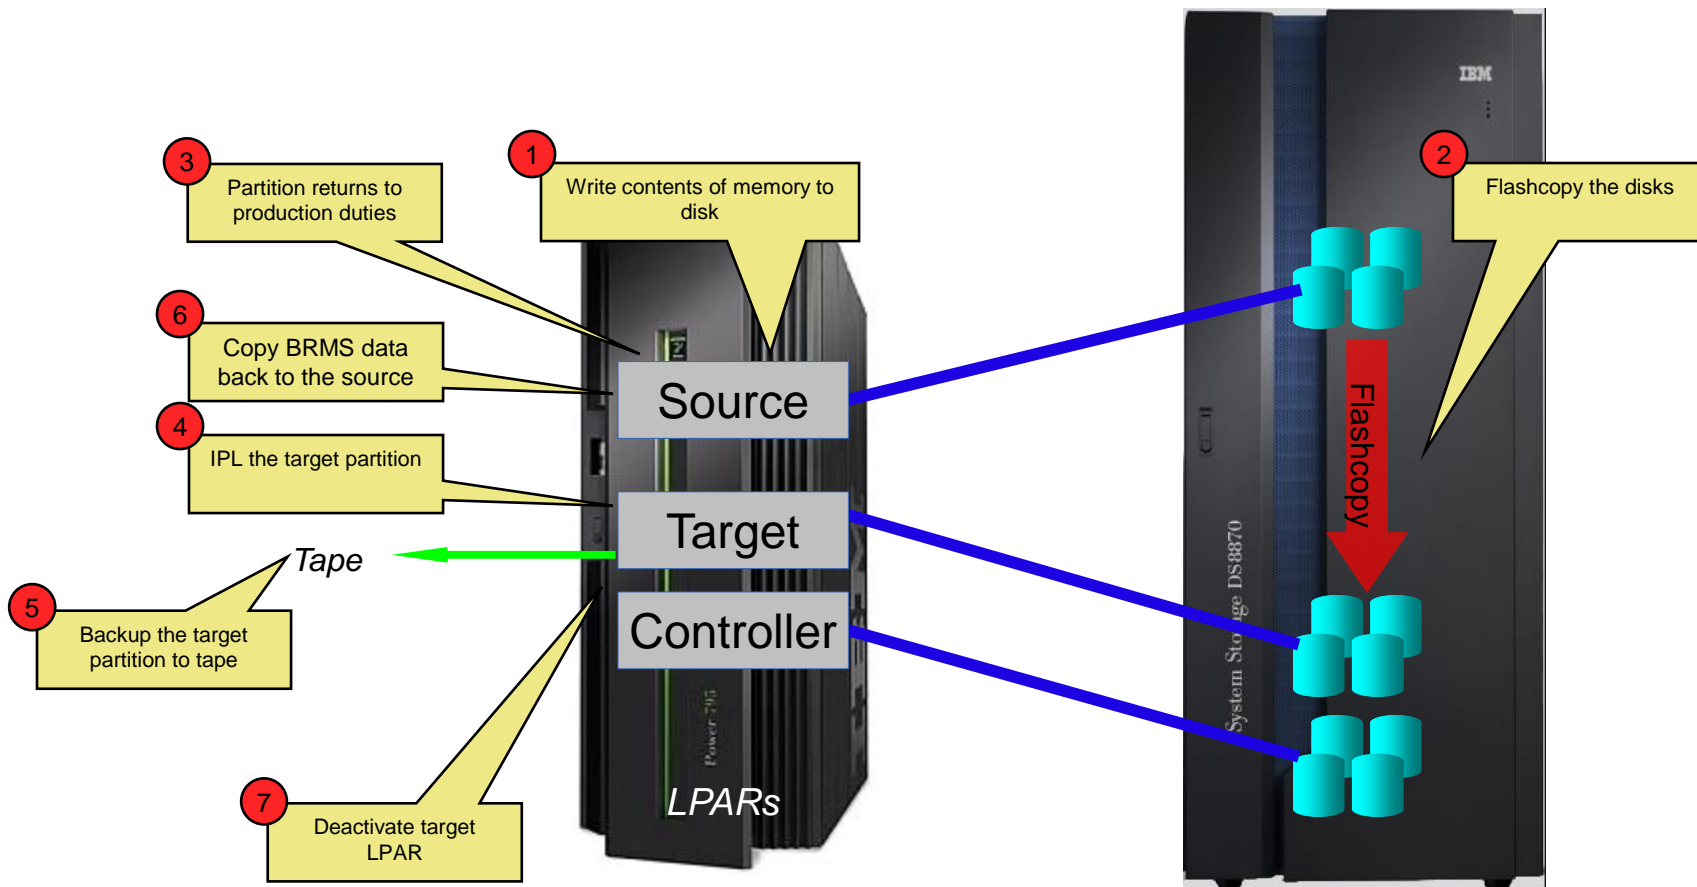 IBM
3
Partition returns to
production duties
1
Write contents of memory to
disk
2
Flashcopy the disks
6
Copy BRMS data
back to the source
Source
4
IPL the target partition
Flashcopy
Target
Tape
5
Backup the target
partition to tape
Controller
System Storage DS8870
Power 795
LPARs
7
Deactivate target
LPAR